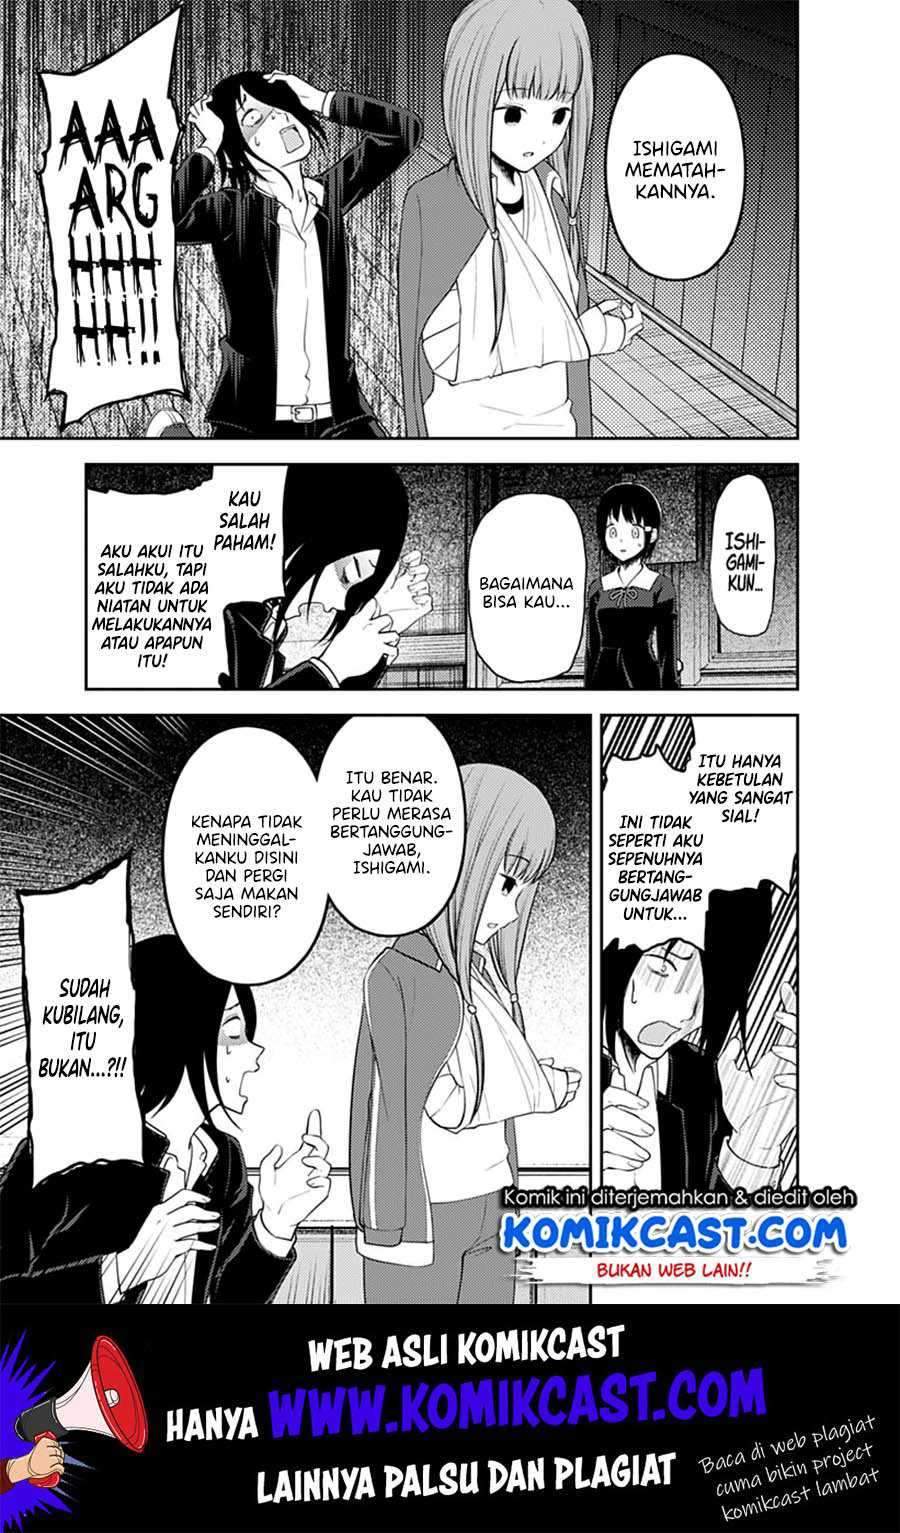 ISHIGAMI
MEMATAH-
KANNYA.
AAA
ARG
HHH
HH!!
ISHI-
GAMI-
KUN...
BAGAIMANA
BISA KAU...
KAU
SALAH
PAHAM!
AKU AKUI ITU
SALAHKU, TAPI
AKU TIDAK ADA
NIATAN UNTUK
MELAKUKANNYA
ATAU APAPUN
ITU!
ITU HANYA
KEBETULAN
YANG SANGAT
SIAL!
INI TIDAK
SEPERTI AKU
SEPENUHNYA
BERTANG-
GUNGJAWAB
UNTUK...
ITU BENAR.
KAU TIDAK
PERLU MERASA
BERTANGGUNG-
JAWAB,
ISHIGAMI.
KENAPA TIDAK
MENINGGAL-
KANKU DISINI
DAN PERGI
SAJA MAKAN
SENDIRI?
SUDAH
KUBILANG,
ITU
BUKAN...?!!
Komik ini diterjemahkan & diedit oleh
KOMIKCAST.COM
BUKAN WEB LAIN!!
WEB ASLI KOMIKCAST
HANYA WWW.KOMIKCAST.COM
LAINNYA PALSU DAN PLAGIAT
Baca di web plagiat
cuma bikin project
komikcast lambat